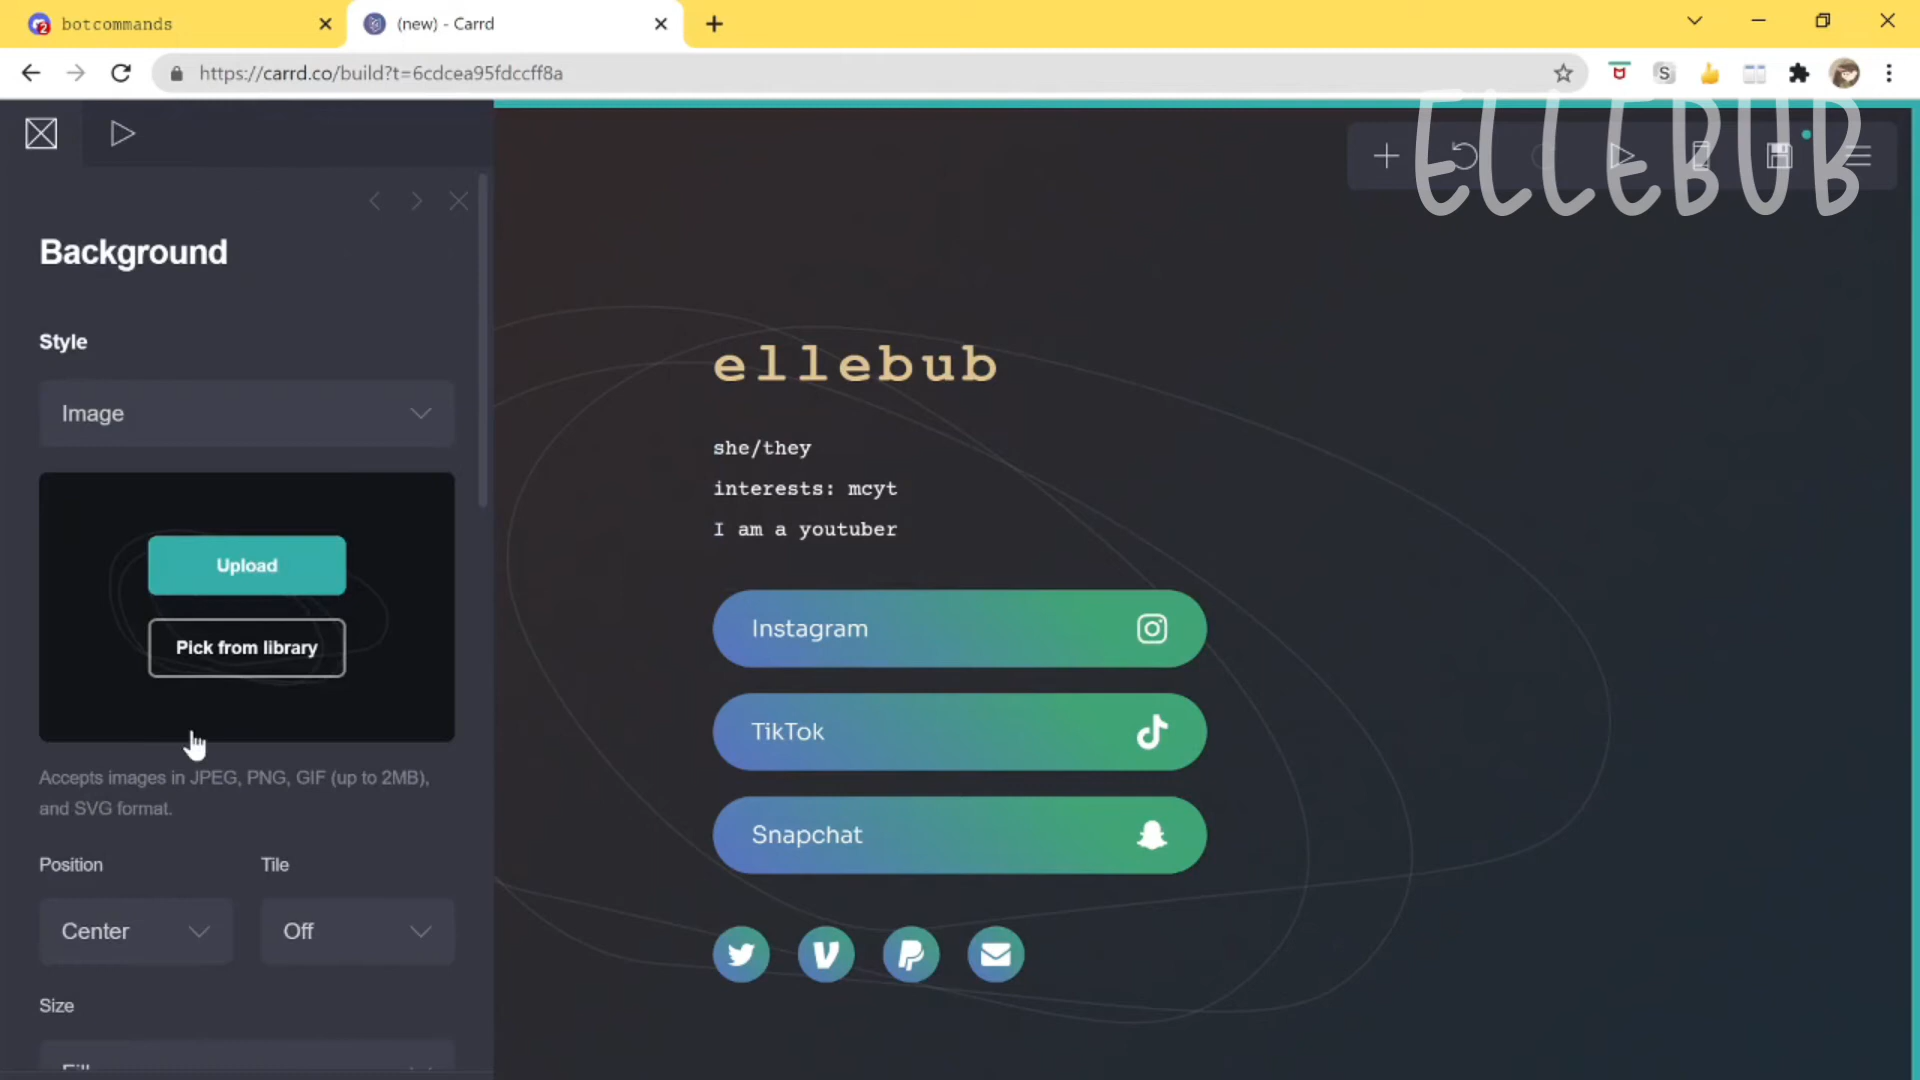 botcommands
(new) - Carrd
https://carrd.co/build?t=6cdcea95fdccff8a
ELLEBUB
Background
Style
Image
Upload
Pick from library
Accepts images in JPEG, PNG, GIF (up to 2MB),
and SVG format.
Position
Tile
Center
Off
Size
Fill
ellebub
she/they
interests: mcyt
I am a youtuber
Instagram
TikTok
Snapchat